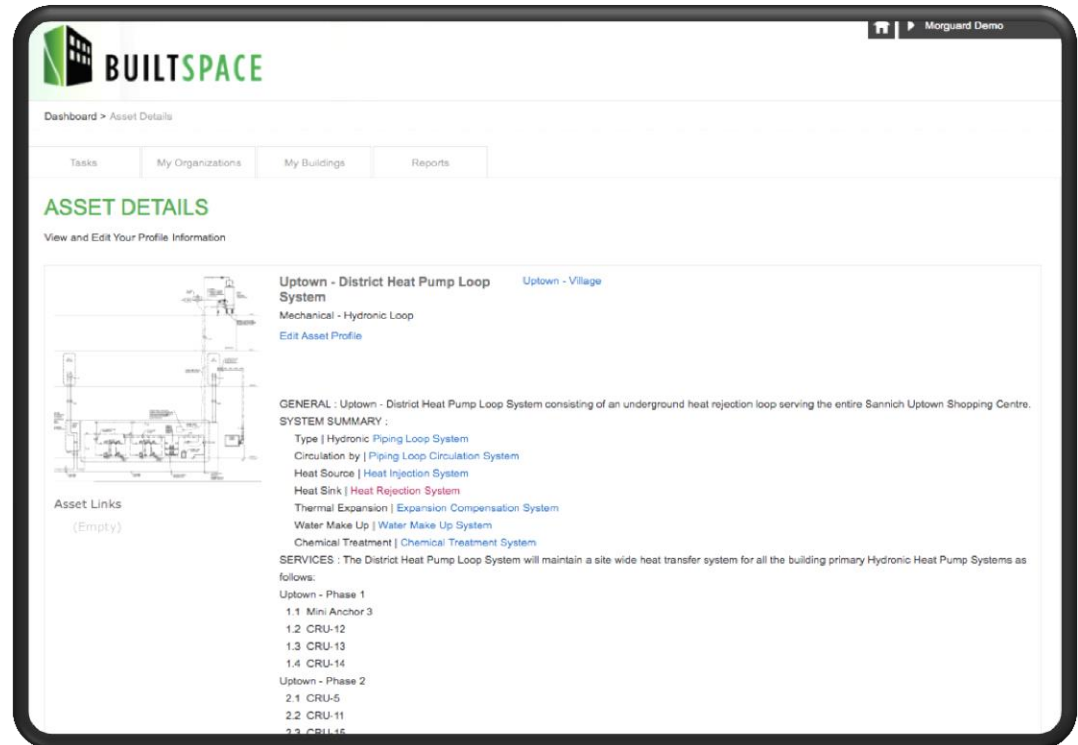 Morguard Demo
BUILTSPACE
Dashboard > Asset Details
Tasks My Organizations My Buildings Reports
ASSET DETAILS
View and Edit Your Profile Information
Uptown - District Heat Pump Loop System Uptown - Village
Mechanical - Hydronic Loop
Edit Asset Profile
GENERAL : Uptown - District Heat Pump Loop System consisting of an underground heat rejection loop serving the entire Sannich Uptown Shopping Centre.
SYSTEM SUMMARY :
Type | Hydronic Piping Loop System
Circulation by | Piping Loop Circulation System
Heat Source | Heat Injection System
Heat Sink | Heat Rejection System
Thermal Expansion | Expansion Compensation System
Water Make Up | Water Make Up System
Chemical Treatment | Chemical Treatment System
Asset Links
(Empty)
SERVICES : The District Heat Pump Loop System will maintain a site wide heat transfer system for all the building primary Hydronic Heat Pump Systems as
follows:
Uptown - Phase 1
1.1 Mini Anchor 3
1.2 CRU-12
1.3 CRU-13
1.4 CRU-14
Uptown - Phase 2
2.1 CRU-5
2.2 CRU-11
2.3 CRU-15